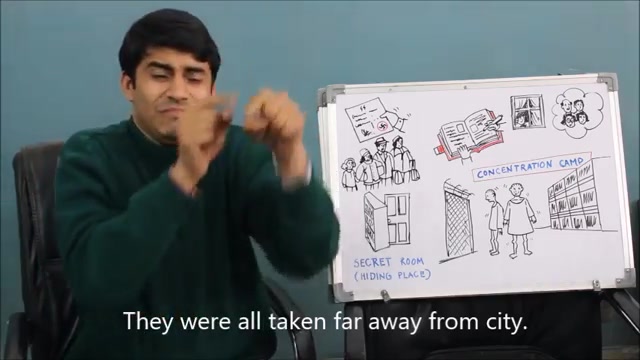 CONCENTRATION CAMP
SECRET ROOM
(HIDING PLACE)
They were all taken far away from city.